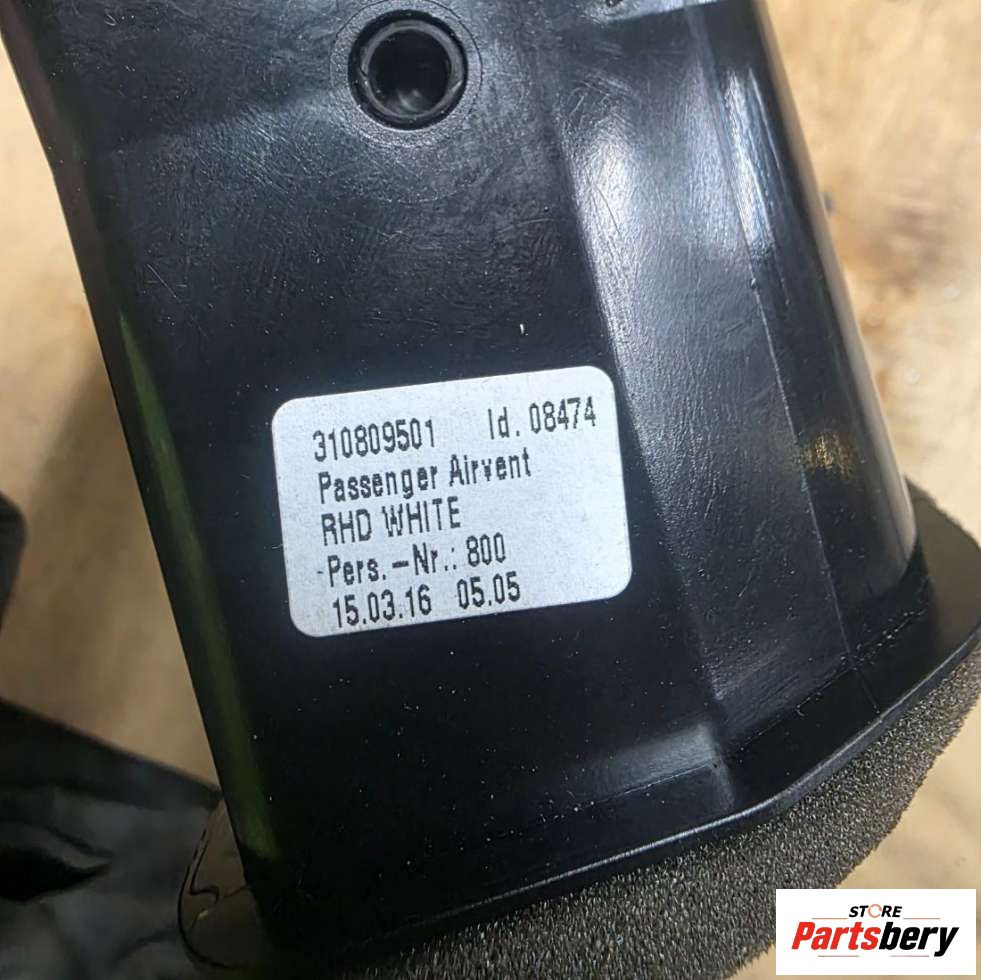 310809501 Id. 08474
Passenger Airvent
RHD WHITE
Pers.-Nr.: 800
15.03.16 05.05
STORE
Partsbery